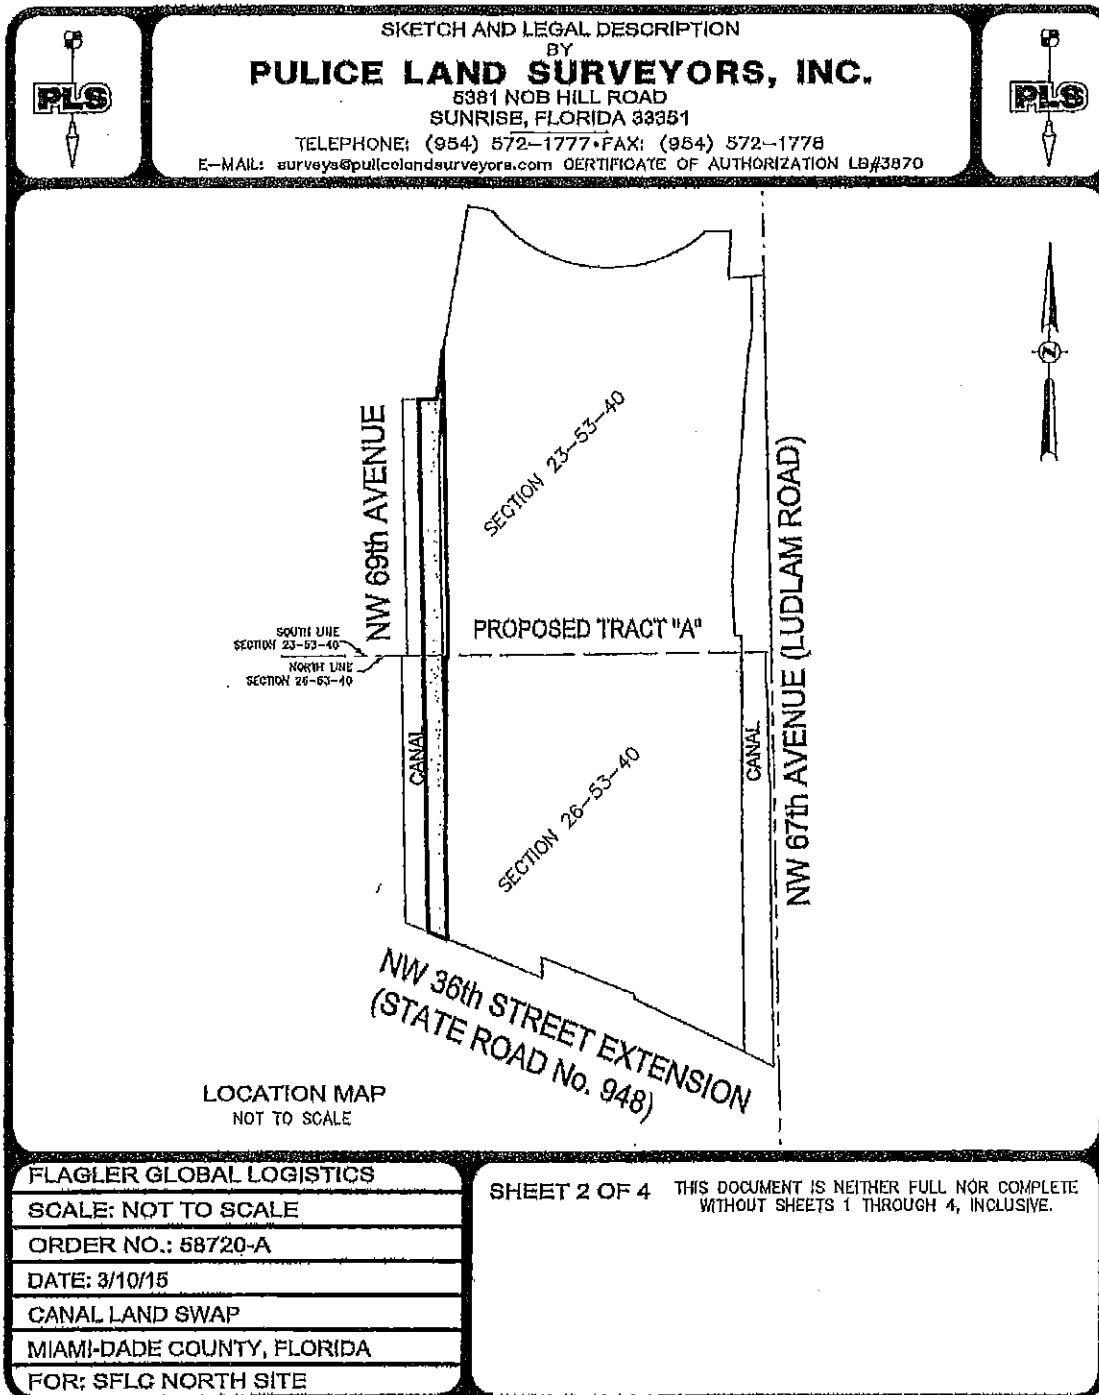 SKETCH AND LEGAL DESCRIPTION
BY
PULICE LAND SURVEYORS, INC.
5381 NOB HILL ROAD
SUNRISE, FLORIDA 33351
TELEPHONE: (954) 572-1777•FAX: (954) 572-1778
E-MAIL: surveys@pulicelandsurveyors.com CERTIFICATE OF AUTHORIZATION LB#3870
PLS
PLS
N
NW 69th AVENUE
SECTION 23-53-40
NW 67th AVENUE (LUDLAM ROAD)
PROPOSED TRACT "A"
SOUTH LINE
SECTION 23-53-40
NORTH LINE
SECTION 26-53-40
CANAL
CANAL
SECTION 26-53-40
NW 36th STREET EXTENSION
(STATE ROAD No. 948)
LOCATION MAP
NOT TO SCALE
FLAGLER GLOBAL LOGISTICS
SCALE: NOT TO SCALE
ORDER NO.: 58720-A
DATE: 3/10/15
CANAL LAND SWAP
MIAMI-DADE COUNTY, FLORIDA
FOR: SFLC NORTH SITE
SHEET 2 OF 4
THIS DOCUMENT IS NEITHER FULL NOR COMPLETE
WITHOUT SHEETS 1 THROUGH 4, INCLUSIVE.